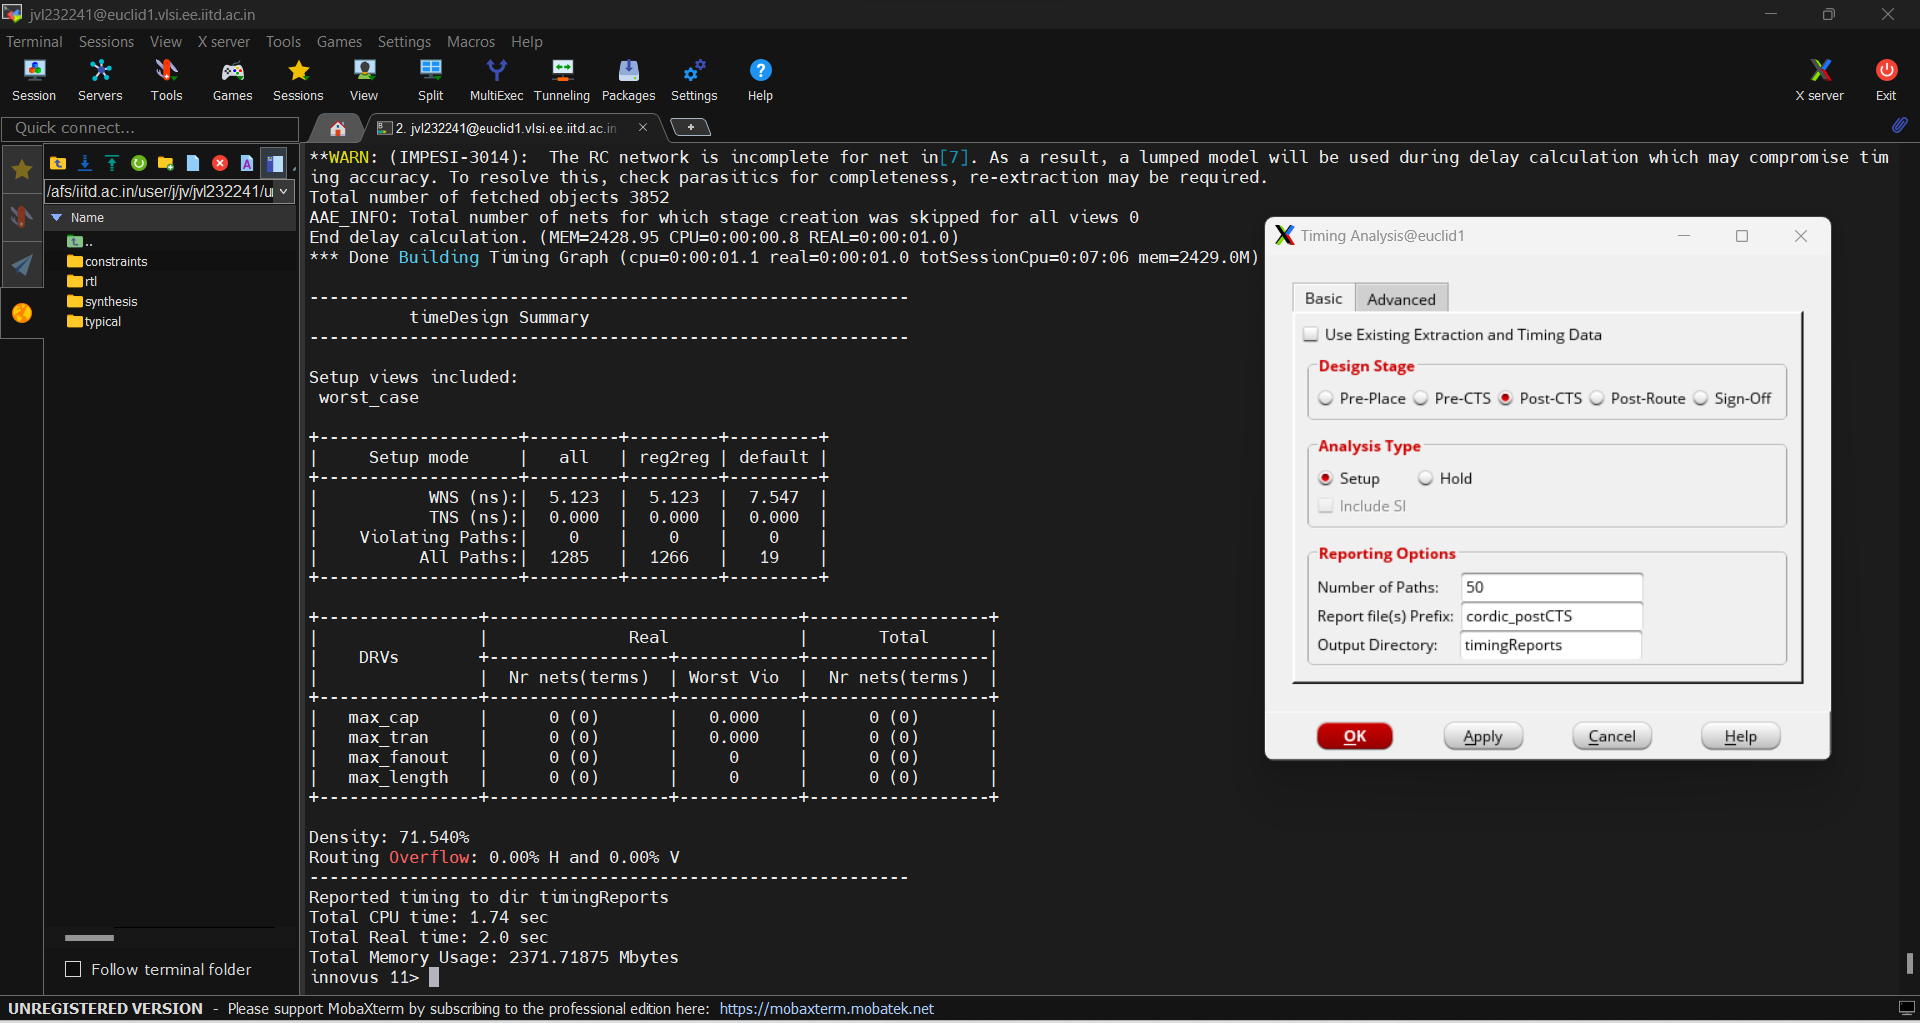 jvl232241@euclid1.vlsi.ee.iitd.ac.in
Terminal Sessions View X server Tools Games Settings Macros Help
Session Servers Tools Games Sessions View Split MultiExec Tunneling Packages Settings Help X server Exit
Quick connect...
2. jvl232241@euclid1.vlsi.ee.iitd.ac.in
/afs/iitd.ac.in/user/j/jv/jvl232241/u
Name
..
constraints
rtl
synthesis
typical
Follow terminal folder
**WARN: (IMPESI-3014):  The RC network is incomplete for net in[7]. As a result, a lumped model will be used during delay calculation which may compromise tim
ing accuracy. To resolve this, check parasitics for completeness, re-extraction may be required.
Total number of fetched objects 3852
AAE_INFO: Total number of nets for which stage creation was skipped for all views 0
End delay calculation. (MEM=2428.95 CPU=0:00:00.8 REAL=0:00:01.0)
*** Done Building Timing Graph (cpu=0:00:01.1 real=0:00:01.0 totSessionCpu=0:07:06 mem=2429.0M)
------------------------------------------------------------
          timeDesign Summary
------------------------------------------------------------
Setup views included:
 worst_case
+--------------------+---------+---------+---------+
|     Setup mode     |   all   | reg2reg | default |
+--------------------+---------+---------+---------+
|           WNS (ns):|  5.123  |  5.123  |  7.547  |
|           TNS (ns):|  0.000  |  0.000  |  0.000  |
|    Violating Paths:|    0    |    0    |    0    |
|          All Paths:|  1285   |  1266   |   19    |
+--------------------+---------+---------+---------+
+----------------+-------------------------------+------------------+
|                |              Real             |       Total      |
|    DRVs        +------------------+------------+------------------|
|                |  Nr nets(terms)  | Worst Vio  |  Nr nets(terms)  |
+----------------+------------------+------------+------------------+
|   max_cap      |      0 (0)       |   0.000    |      0 (0)       |
|   max_tran     |      0 (0)       |   0.000    |      0 (0)       |
|   max_fanout   |      0 (0)       |     0      |      0 (0)       |
|   max_length   |      0 (0)       |     0      |      0 (0)       |
+----------------+------------------+------------+------------------+
Density: 71.540%
Routing Overflow: 0.00% H and 0.00% V
------------------------------------------------------------
Reported timing to dir timingReports
Total CPU time: 1.74 sec
Total Real time: 2.0 sec
Total Memory Usage: 2371.71875 Mbytes
innovus 11>
Timing Analysis@euclid1
Basic Advanced
Use Existing Extraction and Timing Data
Design Stage
Pre-Place Pre-CTS Post-CTS Post-Route Sign-Off
Analysis Type
Setup Hold
Include SI
Reporting Options
Number of Paths: 50
Report file(s) Prefix: cordic_postCTS
Output Directory: timingReports
OK Apply Cancel Help
UNREGISTERED VERSION - Please support MobaXterm by subscribing to the professional edition here: https://mobaxterm.mobatek.net